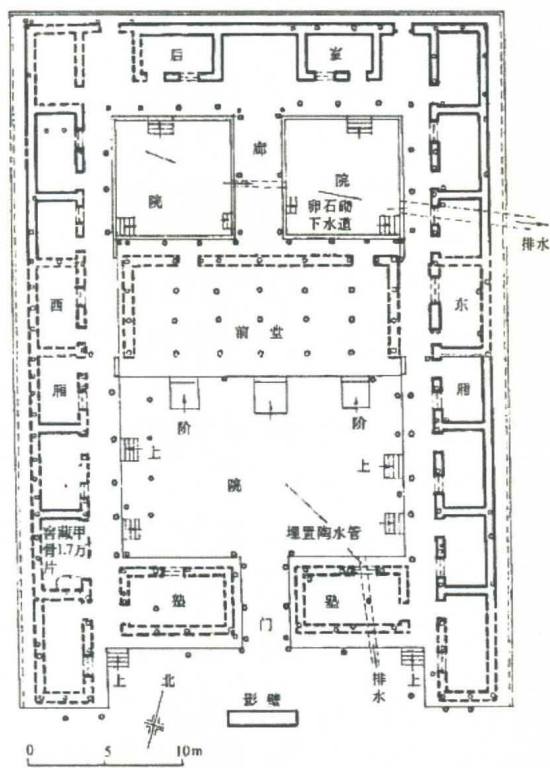 后 室
廊
院 院
卵石砌
下水道
排水
西 东
前堂
厢 厢
阶 阶
上 上
院
窖藏甲
骨1.7万
片
埋置陶水管
塾 塾
门
上 北 排水 上
影壁
0 5 10m